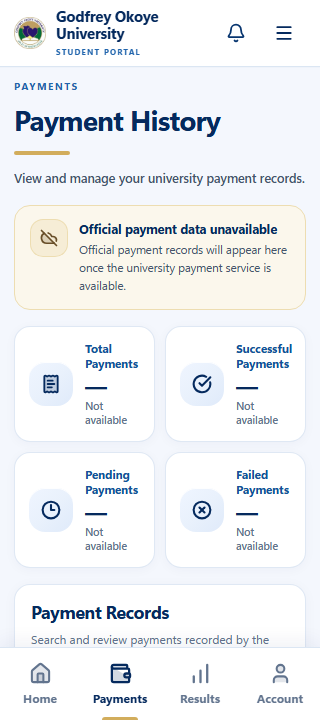 Godfrey Okoye
University
STUDENT PORTAL
PAYMENTS
Payment History
View and manage your university payment records.
Official payment data unavailable
Official payment records will appear here
once the university payment service is
available.
Total
Payments
—
Not
available
Successful
Payments
—
Not
available
Pending
Payments
—
Not
available
Failed
Payments
—
Not
available
Payment Records
Search and review payments recorded by the
Home
Payments
Results
Account